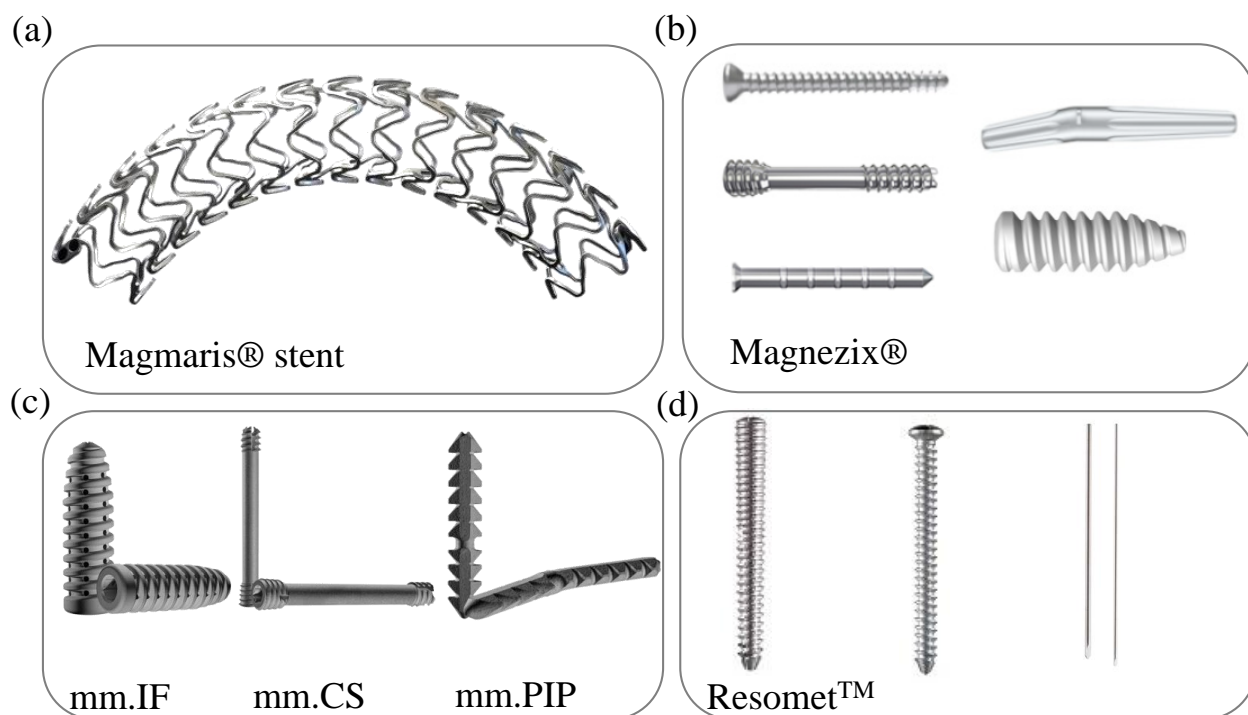 (a)
(b)
Magmaris® stent
Magnezix®
(c)
(d)
mm.IF
mm.CS
mm.PIP
Resomet™